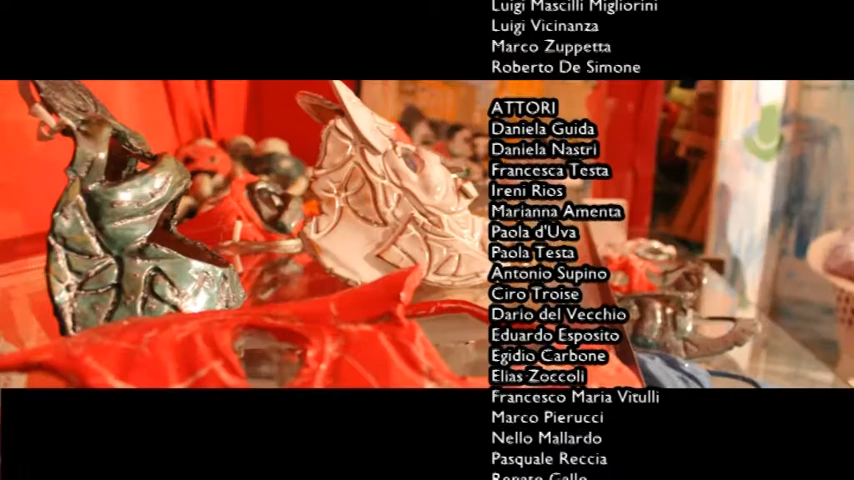 Luigi Mascilli Migliorini
Luigi Vicinanza
Marco Zuppetta
Roberto De Simone
ATTORI
Daniela Guida
Daniela Nastri
Francesca Testa
Ireni Rios
Marianna Amenta
Paola d'Uva
Paola Testa
Antonio Supino
Ciro Troise
Dario del Vecchio
Eduardo Esposito
Egidio Carbone
Elias Zoccoli
Francesco Maria Vitulli
Marco Pierucci
Nello Mallardo
Pasquale Reccia
Renato Gallo